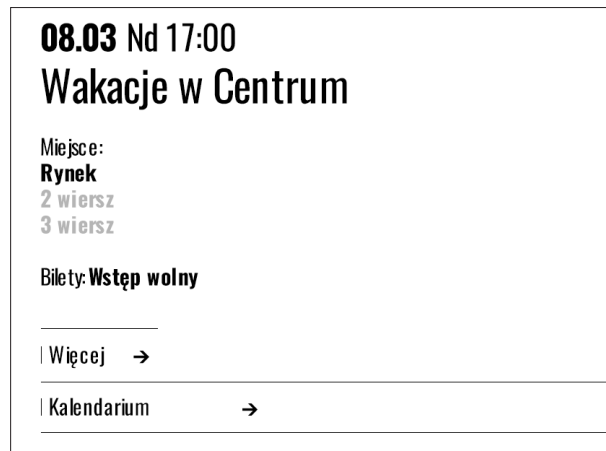 08.03 Nd 17:00
Wakacje w Centrum
Miejsce:
Rynek
2 wiersz
3 wiersz
Bilety: Wstęp wolny
| Więcej →
| Kalendarium →